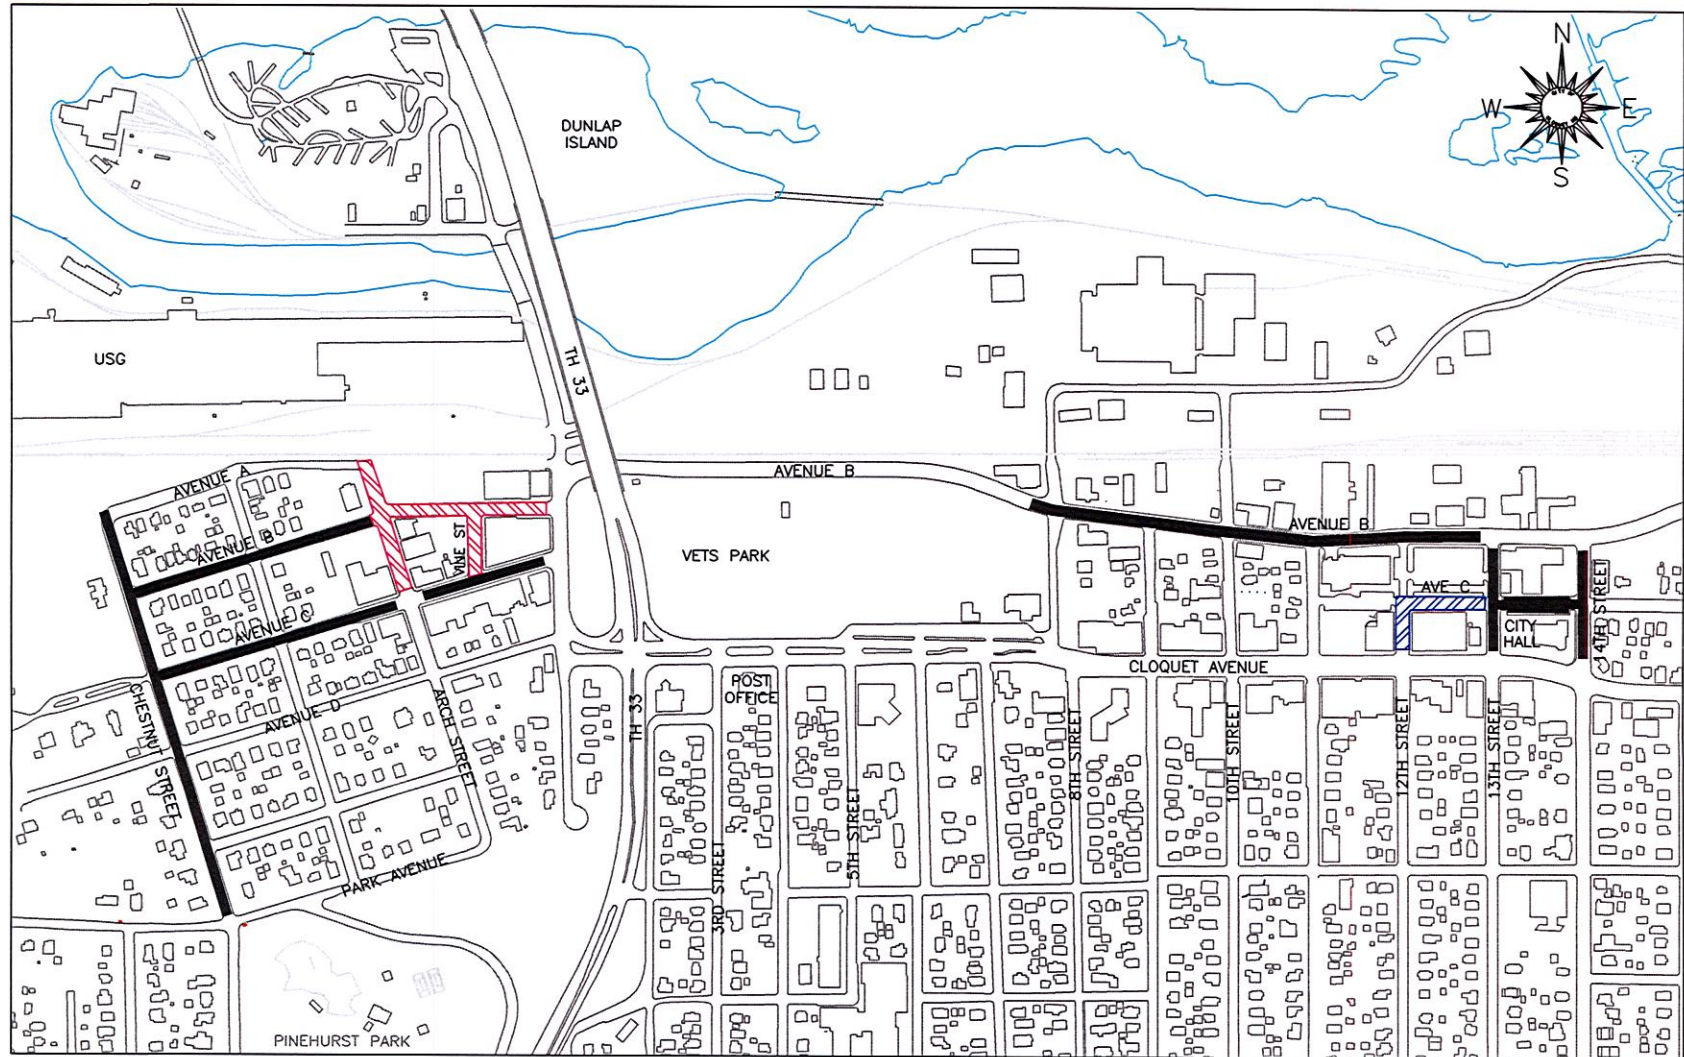 N
W E
S
DUNLAP
ISLAND
USG
TH 33
AVENUE A
AVENUE B
AVENUE B
VINE ST
AVENUE B
VETS PARK
AVE C
AVENUE C
CITY
HALL
14TH STREET
CLOQUET AVENUE
POST
OFFICE
CHESTNUT STREET
AVENUE D
ARCH STREET
TH 33
8TH STREET
10TH STREET
12TH STREET
13TH STREET
5TH STREET
3RD STREET
PARK AVENUE
PINEHURST PARK